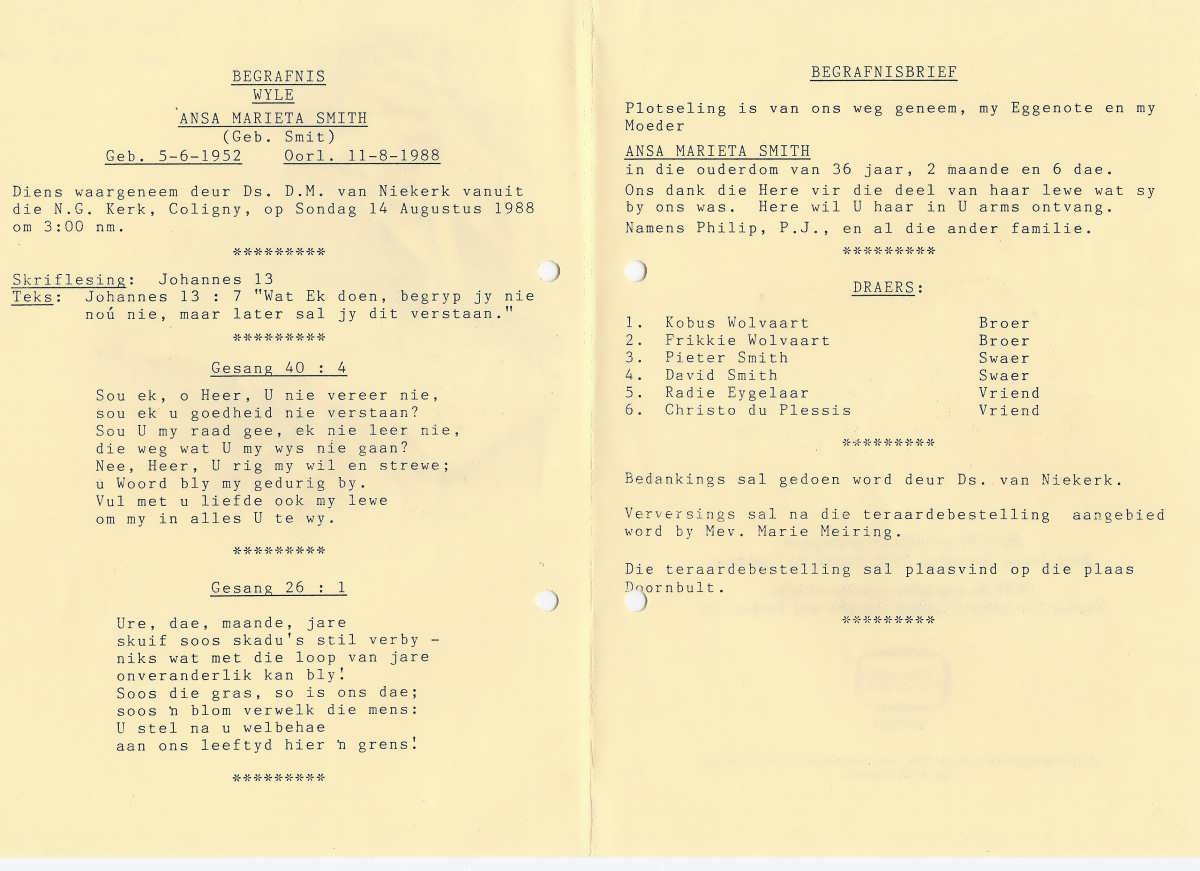 BEGRAFNIS
WYLE
ANSA MARIETA SMITH
(Geb. Smit)
Geb. 5-6-1952 Oorl. 11-8-1988
Diens waargeneem deur Ds. D.M. van Niekerk vanuit
die N.G. Kerk, Coligny, op Sondag 14 Augustus 1988
om 3:00 nm.
*********
Skriflesing: Johannes 13
Teks: Johannes 13 : 7 "Wat Ek doen, begryp jy nie
noú nie, maar later sal jy dit verstaan."
*********
Gesang 40 : 4
Sou ek, o Heer, U nie vereer nie,
sou ek u goedheid nie verstaan?
Sou U my raad gee, ek nie leer nie,
die weg wat U my wys nie gaan?
Nee, Heer, U rig my wil en strewe;
u Woord bly my gedurig by.
Vul met u liefde ook my lewe
om my in alles U te wy.
*********
Gesang 26 : 1
Ure, dae, maande, jare
skuif soos skadu's stil verby -
niks wat met die loop van jare
onveranderlik kan bly!
Soos die gras, so is ons dae;
soos 'n blom verwelk die mens:
U stel na u welbehae
aan ons leeftyd hier 'n grens!
*********
BEGRAFNISBRIEF
Plotseling is van ons weg geneem, my Eggenote en my
Moeder
ANSA MARIETA SMITH
in die ouderdom van 36 jaar, 2 maande en 6 dae.
Ons dank die Here vir die deel van haar lewe wat sy
by ons was. Here wil U haar in U arms ontvang.
Namens Philip, P.J., en al die ander familie.
*********
DRAERS:
1. Kobus Wolvaart Broer
2. Frikkie Wolvaart Broer
3. Pieter Smith Swaer
4. David Smith Swaer
5. Radie Eygelaar Vriend
6. Christo du Plessis Vriend
*********
Bedankings sal gedoen word deur Ds. van Niekerk.
Verversings sal na die teraardebestelling aangebied
word by Mev. Marie Meiring.
Die teraardebestelling sal plaasvind op die plaas
Doornbult.
*********